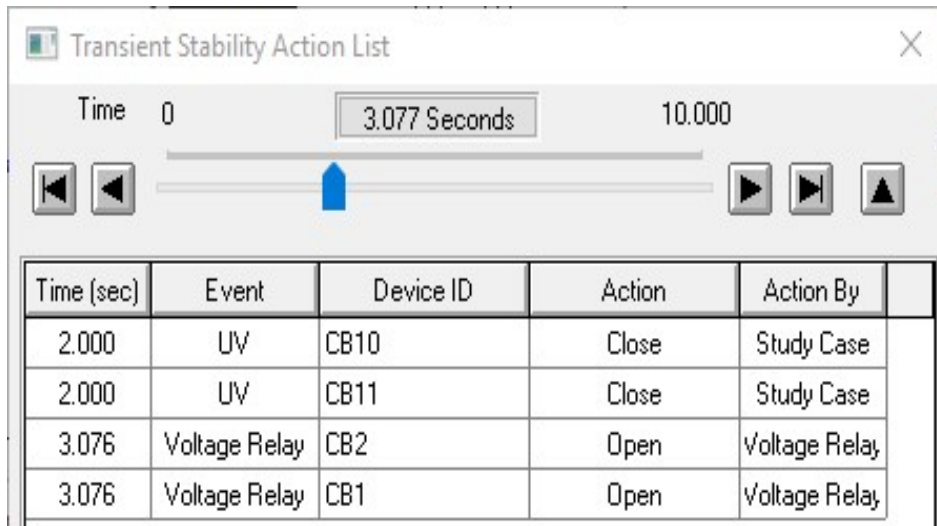 Transient Stability Action List
Time 0 3.077 Seconds 10.000
Time (sec) Event Device ID Action Action By
2.000 UV CB10 Close Study Case
2.000 UV CB11 Close Study Case
3.076 Voltage Relay CB2 Open Voltage Relay
3.076 Voltage Relay CB1 Open Voltage Relay